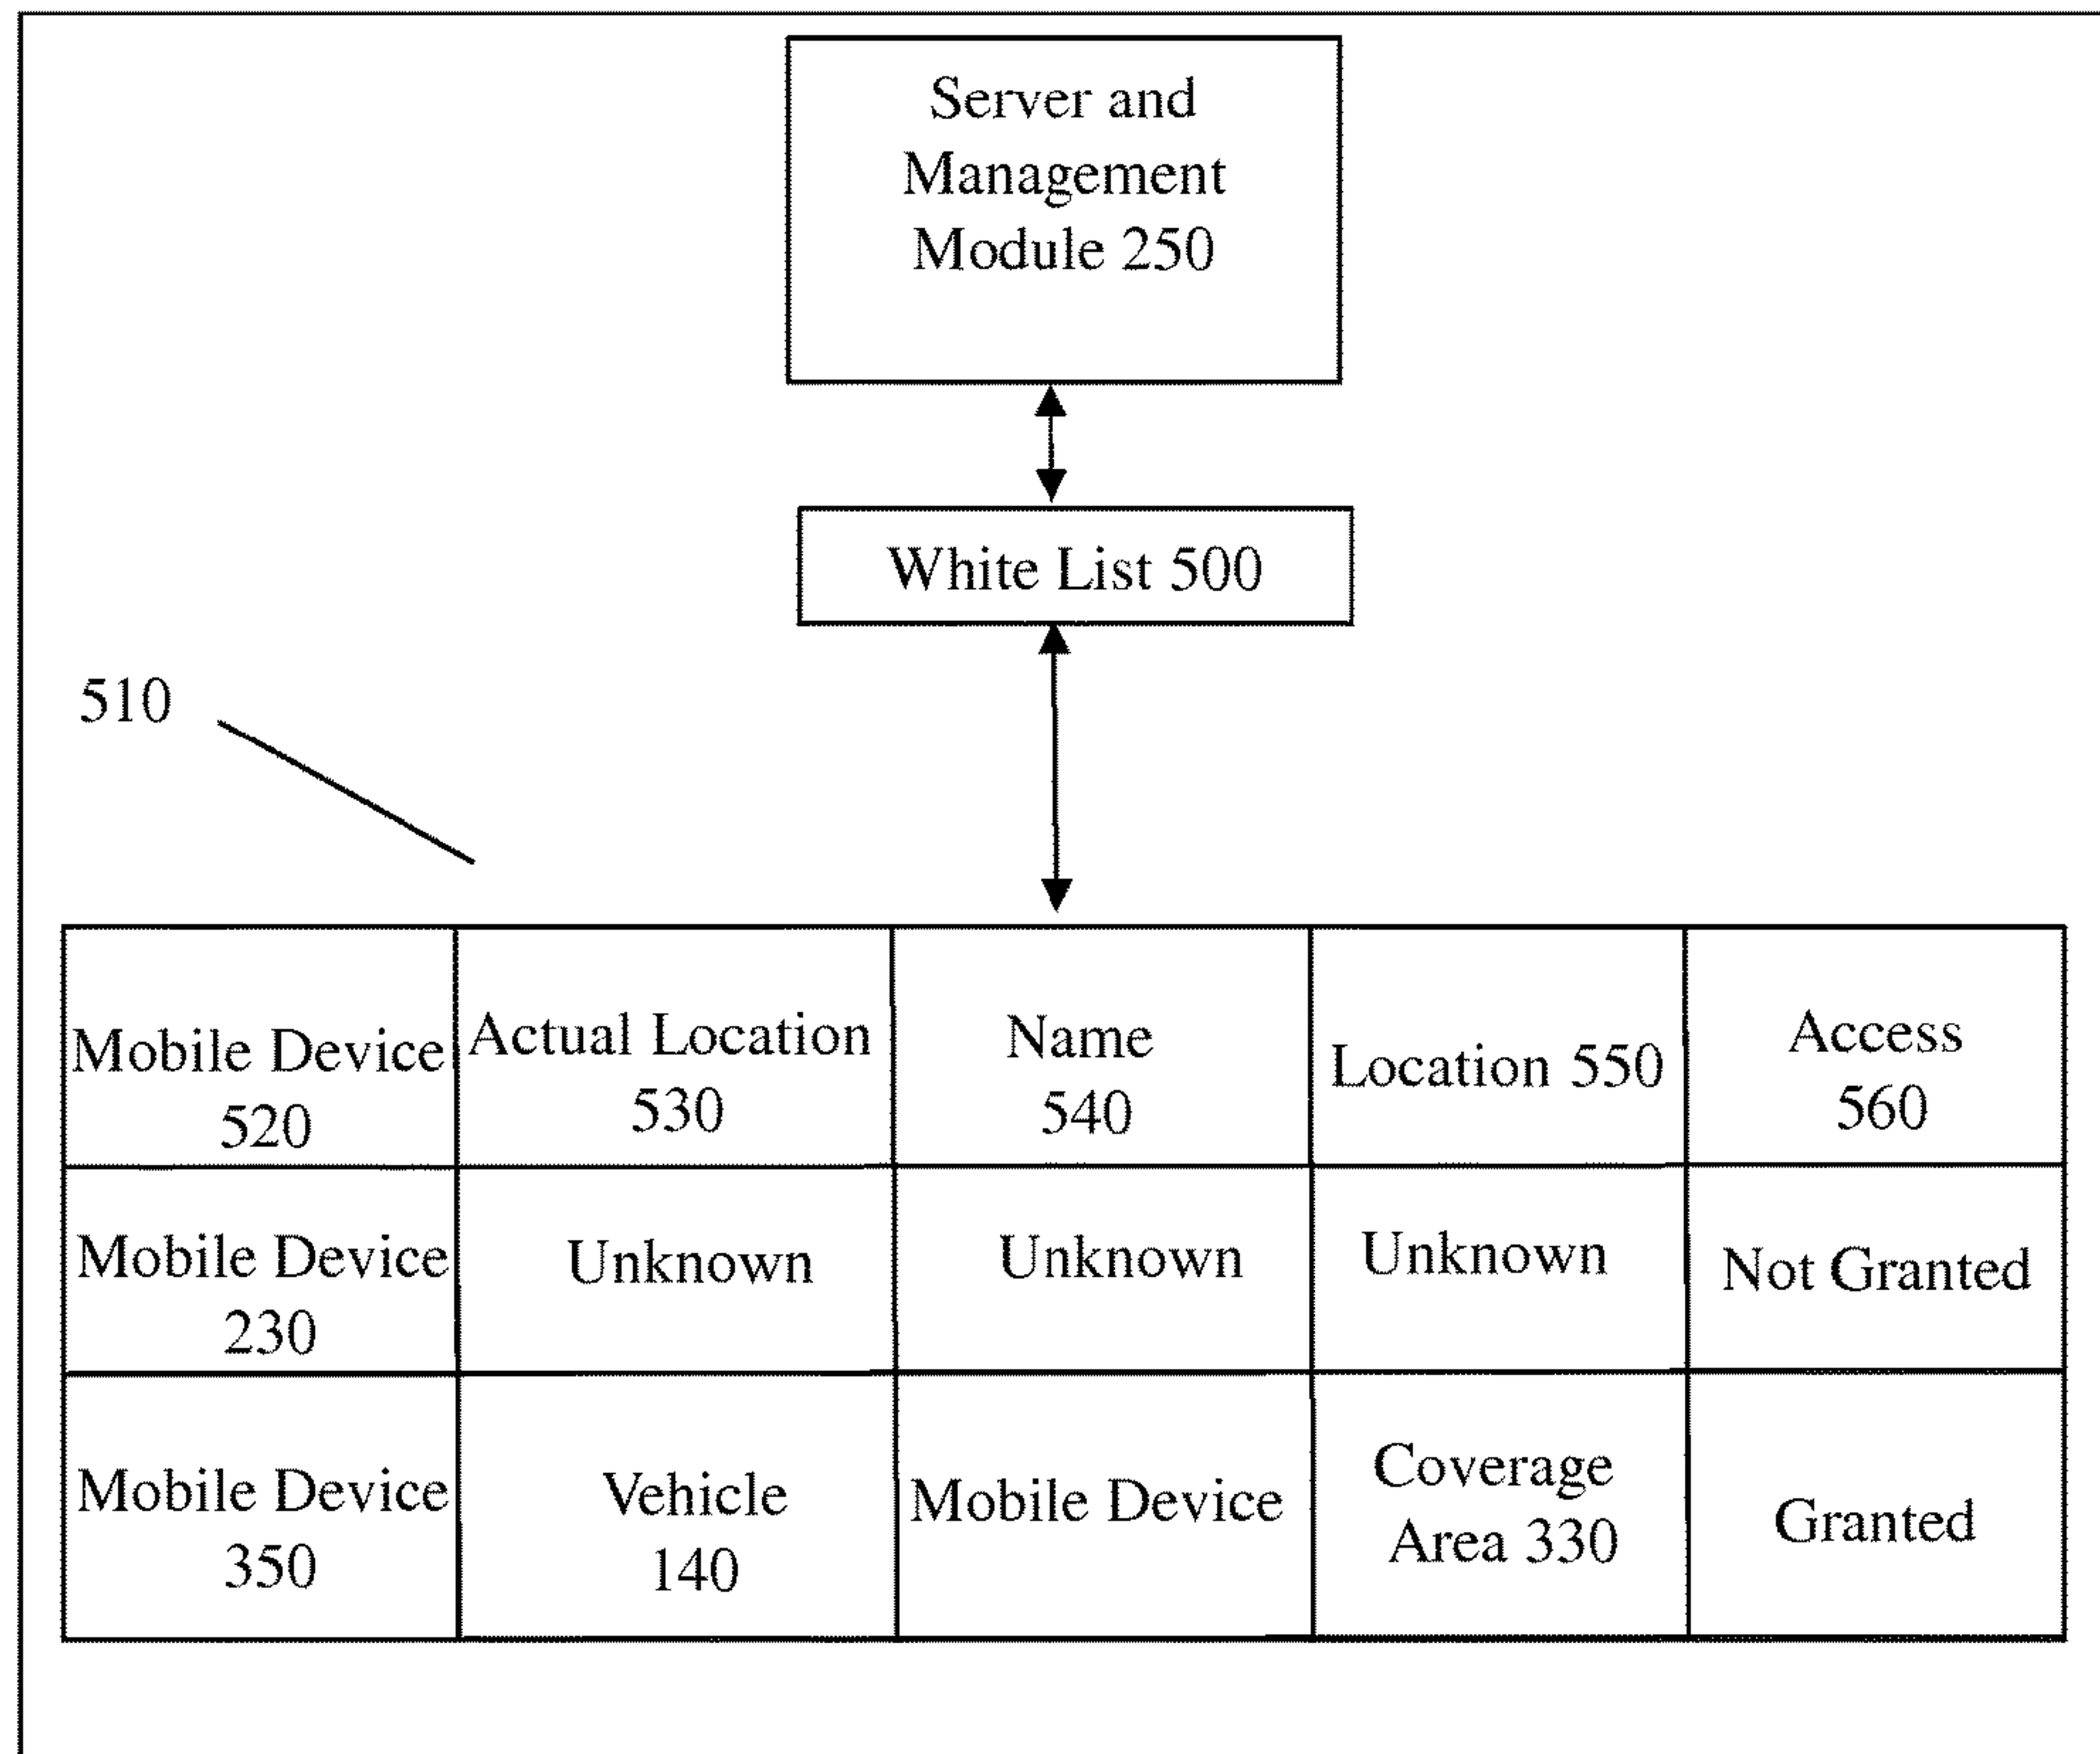 Server and
Management
Module 250
White List 500
510
Mobile Device
520
Actual Location
530
Name
540
Location 550
Access
560
Mobile Device
230
Unknown
Unknown
Unknown
Not Granted
Mobile Device
350
Vehicle
140
Mobile Device
Coverage
Area 330
Granted